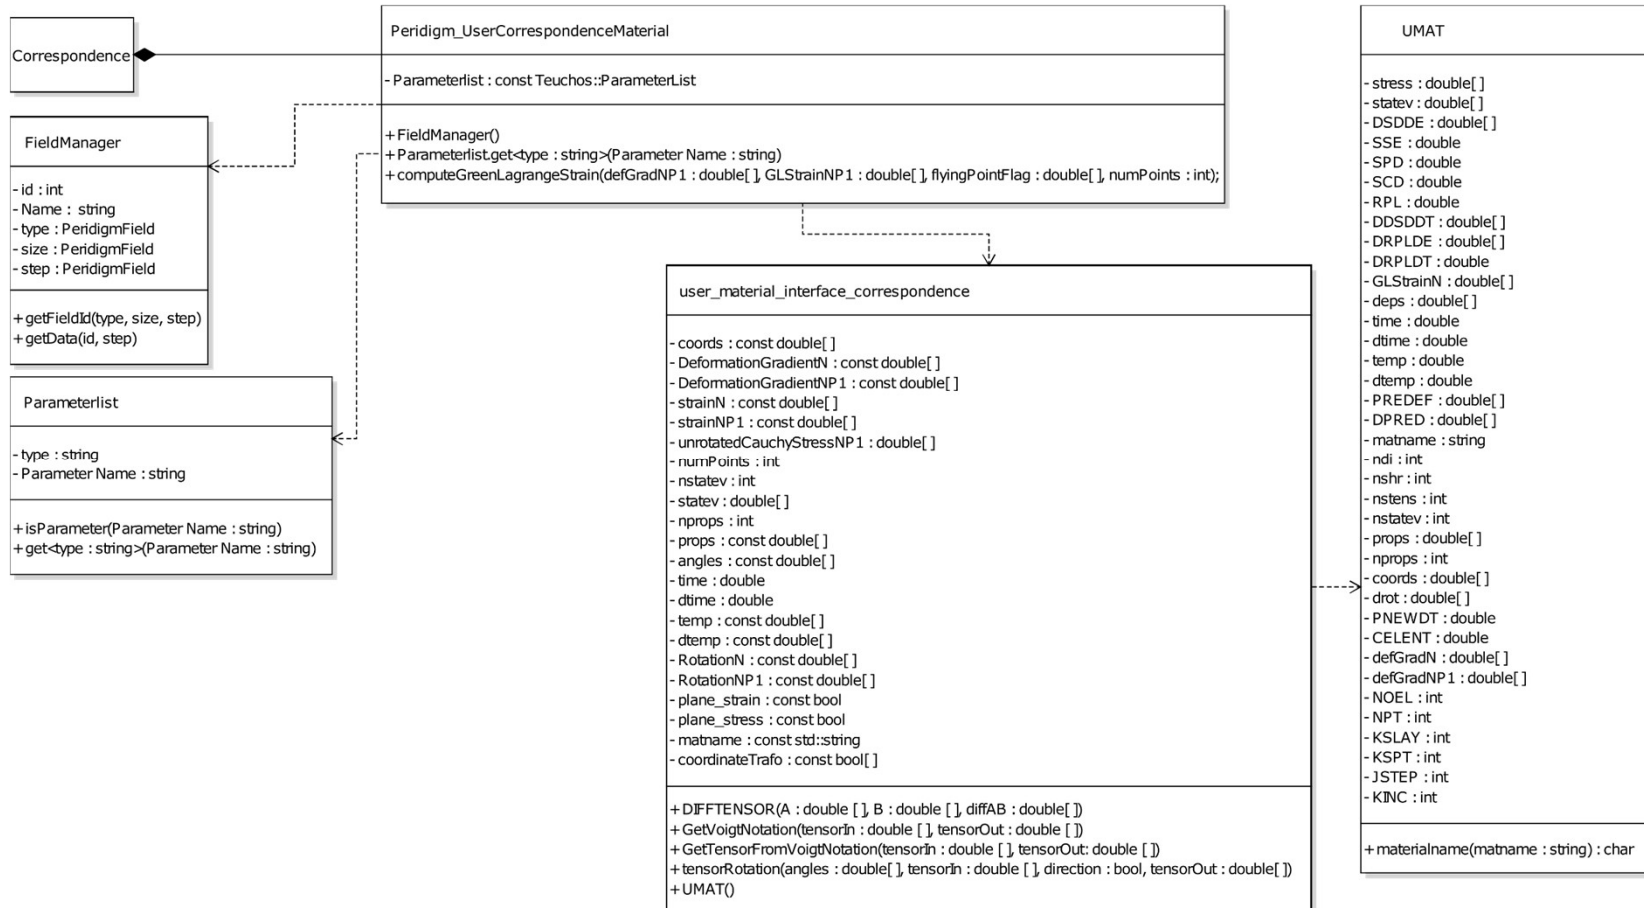 Correspondence
Peridigm_UserCorrespondenceMaterial
- Parameterlist : const Teuchos::ParameterList
+ FieldManager()
+ Parameterlist.get<type : string>(Parameter Name : string)
+ computeGreenLagrangeStrain(defGradNP1 : double[ ], GLStrainNP1 : double[ ], flyingPointFlag : double[ ], numPoints : int);
FieldManager
- id : int
- Name : string
- type : PeridigmField
- size : PeridigmField
- step : PeridigmField
+ getFieldId(type, size, step)
+ getData(id, step)
Parameterlist
- type : string
- Parameter Name : string
+ isParameter(Parameter Name : string)
+ get<type : string>(Parameter Name : string)
user_material_interface_correspondence
- coords : const double[ ]
- DeformationGradientN : const double[ ]
- DeformationGradientNP1 : const double[ ]
- strainN : const double[ ]
- strainNP1 : const double[ ]
- unrotatedCauchyStressNP1 : double[ ]
- numPoints : int
- nstatev : int
- statev : double[ ]
- nprops : int
- props : const double[ ]
- angles : const double[ ]
- time : double
- dtime : double
- temp : const double[ ]
- dtemp : const double[ ]
- RotationN : const double[ ]
- RotationNP1 : const double[ ]
- plane_strain : const bool
- plane_stress : const bool
- matname : const std::string
- coordinateTrafo : const bool[ ]
+ DIFFTENSOR(A : double [ ], B : double [ ], diffAB : double[ ])
+ GetVoigtNotation(tensorIn : double [ ], tensorOut : double [ ])
+ GetTensorFromVoigtNotation(tensorIn : double [ ], tensorOut: double [ ])
+ tensorRotation(angles : double[ ], tensorIn : double [ ], direction : bool, tensorOut : double[ ])
+ UMAT()
UMAT
- stress : double[ ]
- statev : double[ ]
- DSDDE : double[ ]
- SSE : double
- SPD : double
- SCD : double
- RPL : double
- DDSDDT : double[ ]
- DRPLDE : double[ ]
- DRPLDT : double
- GLStrainN : double[ ]
- deps : double[ ]
- time : double
- dtime : double
- temp : double
- dtemp : double
- PREDEF : double[ ]
- DPRED : double[ ]
- matname : string
- ndi : int
- nshr : int
- nstens : int
- nstatev : int
- props : double[ ]
- nprops : int
- coords : double[ ]
- drot : double[ ]
- PNEWDT : double
- CELENT : double
- defGradN : double[ ]
- defGradNP1 : double[ ]
- NOEL : int
- NPT : int
- KSLAY : int
- KSPT : int
- JSTEP : int
- KINC : int
+ materialname(matname : string) : char